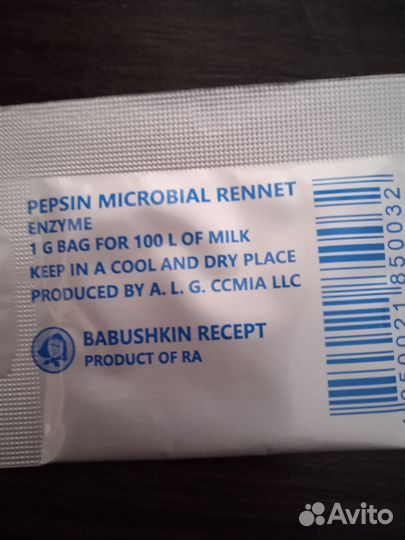 PEPSIN MICROBIAL RENNET
ENZYME
1 G BAG FOR 100 L OF MILK
KEEP IN A COOL AND DRY PLACE
PRODUCED BY A. L. G. CCMIA LLC
BABUSHKIN RECEPT
PRODUCT OF RA
850021 850032
Avito